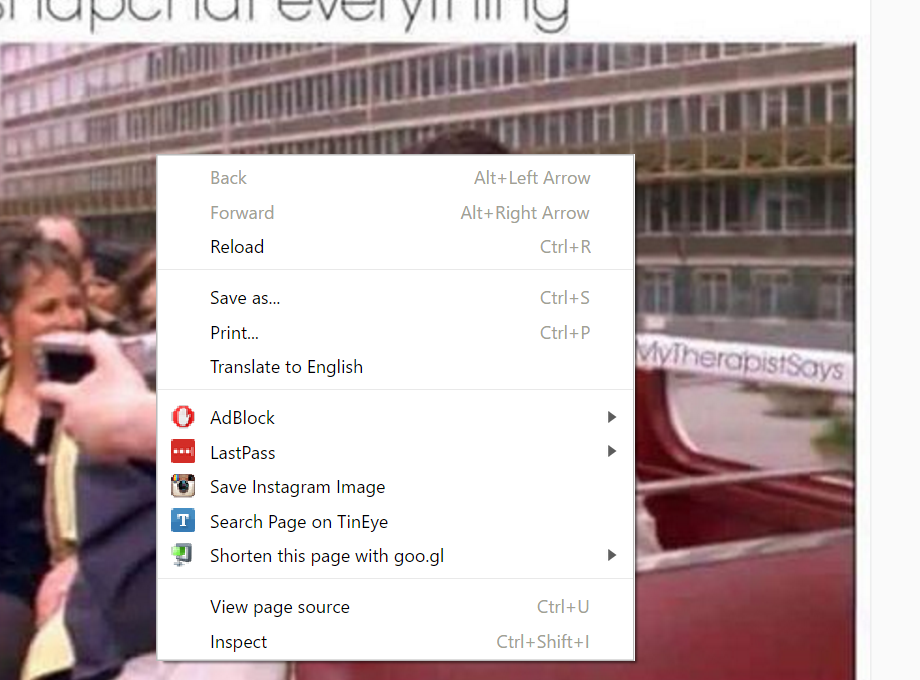 snapchat everything
Back Alt+Left Arrow
Forward Alt+Right Arrow
Reload Ctrl+R
Save as... Ctrl+S
Print... Ctrl+P
Translate to English
MyTherapistSays
AdBlock
LastPass
Save Instagram Image
T Search Page on TinEye
Shorten this page with goo.gl
View page source Ctrl+U
Inspect Ctrl+Shift+I